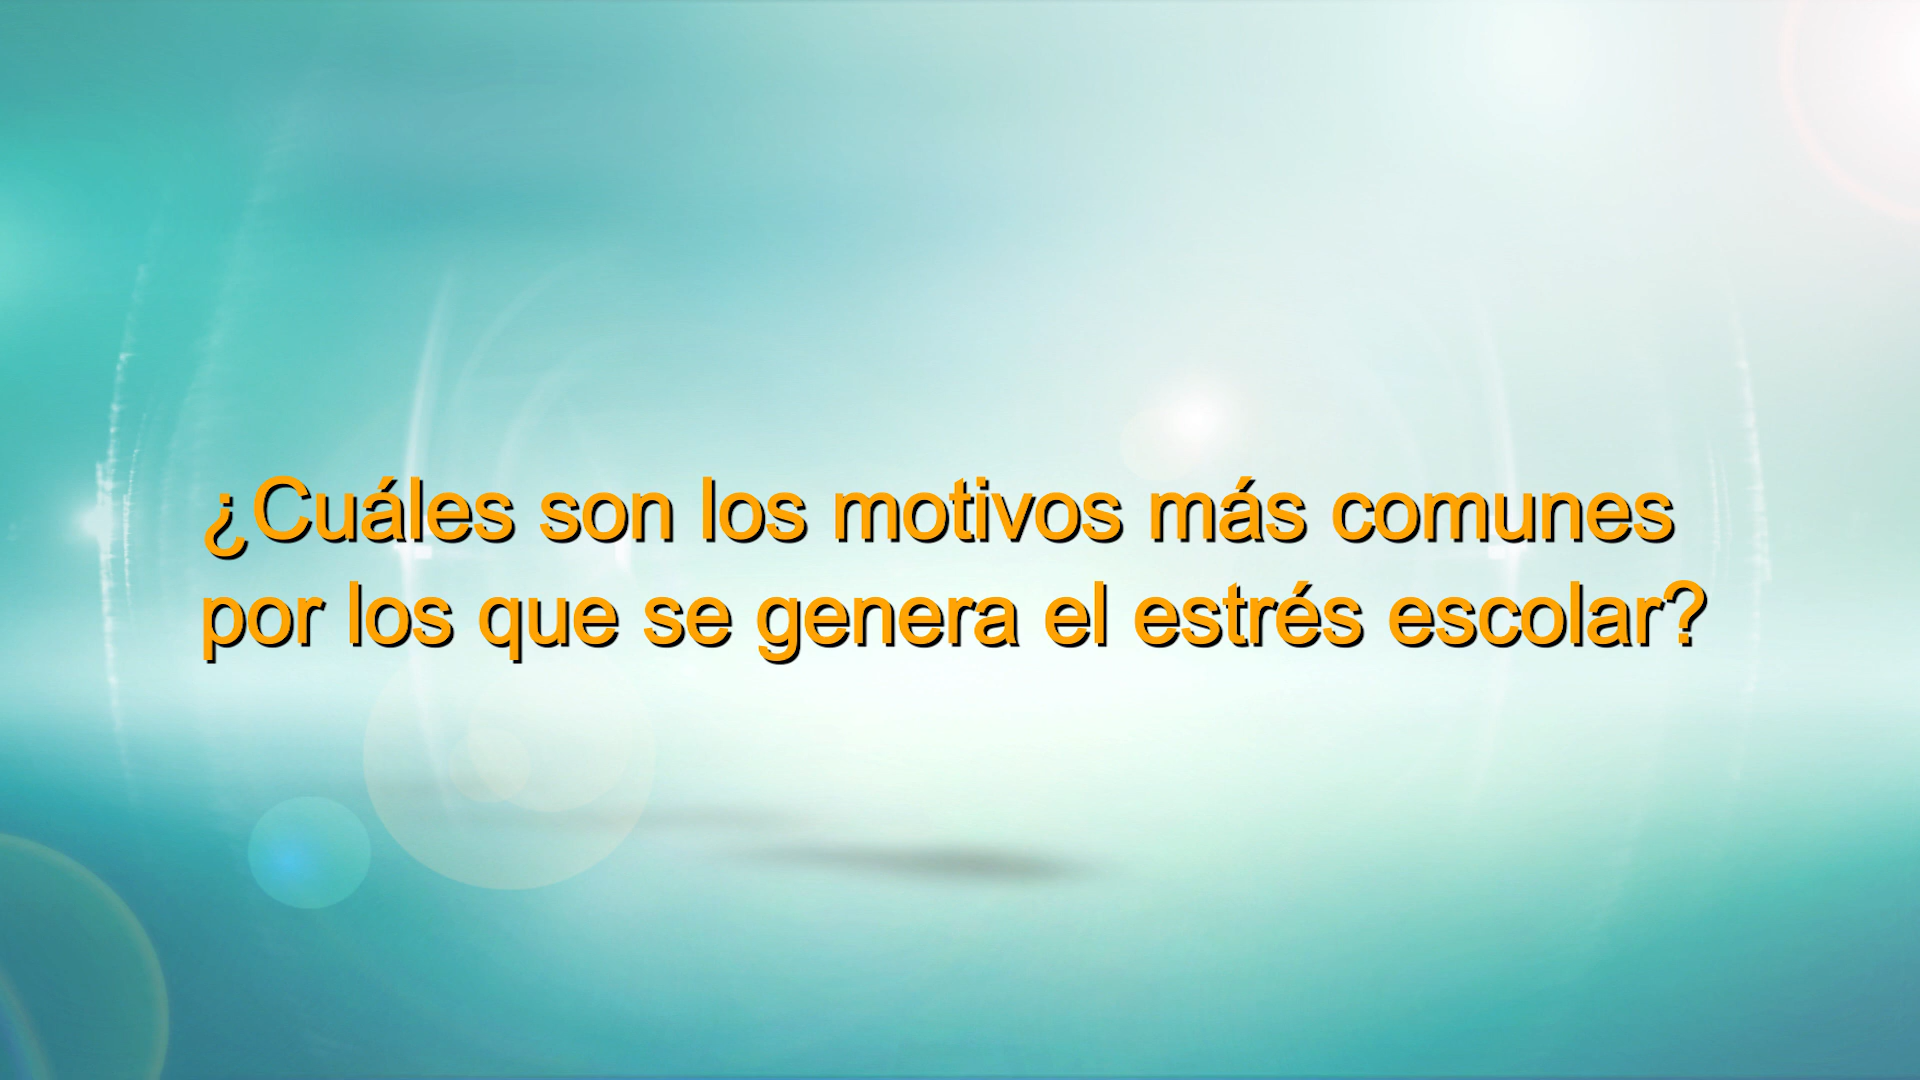 ¿Cuáles son los motivos más comunes
por los que se genera el estrés escolar?